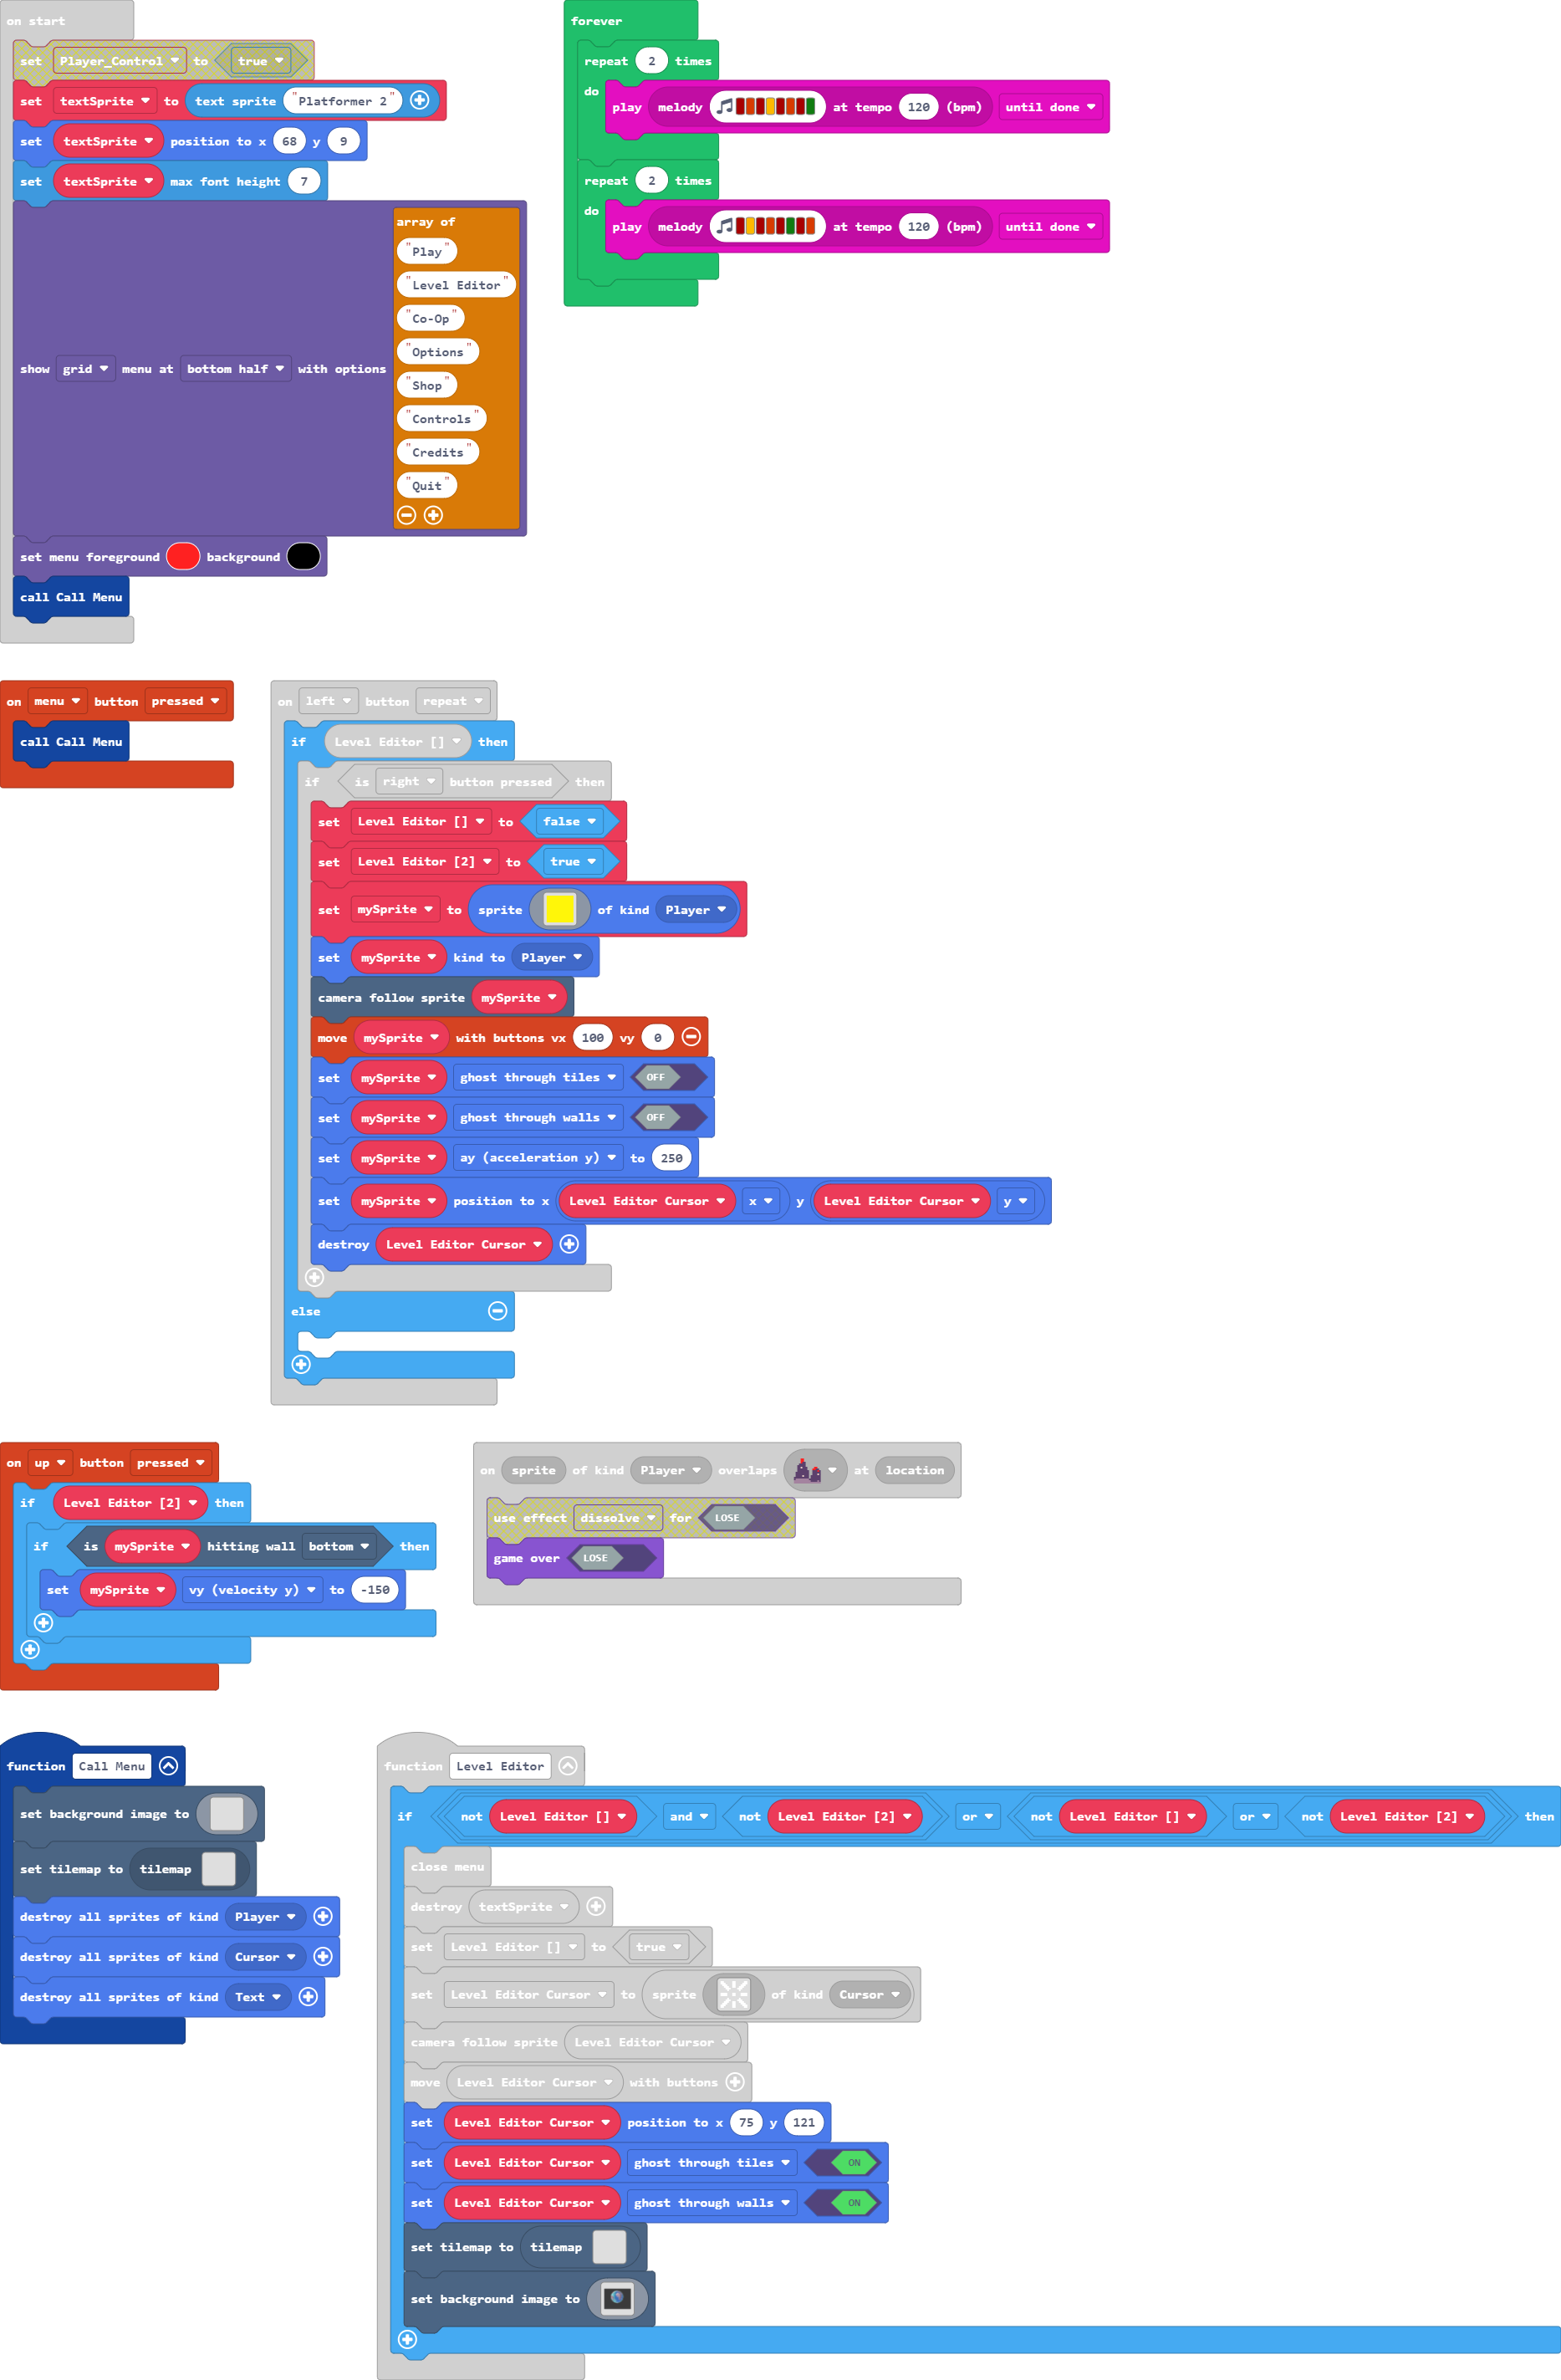 on start
set Player_Control to true
set textSprite to text sprite "Platformer 2"
set textSprite position to x 68 y 9
set textSprite max font height 7
show grid menu at bottom half with options
array of
"Play"
"Level Editor"
"Co-Op"
"Options"
"Shop"
"Controls"
"Credits"
"Quit"
set menu foreground background
call Call Menu
forever
repeat 2 times
do
play melody at tempo 120 (bpm) until done
repeat 2 times
do
play melody at tempo 120 (bpm) until done
on menu button pressed
call Call Menu
on left button repeat
if Level Editor [] then
if is right button pressed then
set Level Editor [] to false
set Level Editor [2] to true
set mySprite to sprite of kind Player
set mySprite kind to Player
camera follow sprite mySprite
move mySprite with buttons vx 100 vy 0
set mySprite ghost through tiles OFF
set mySprite ghost through walls OFF
set mySprite ay (acceleration y) to 250
set mySprite position to x Level Editor Cursor x y Level Editor Cursor y
destroy Level Editor Cursor
else
on up button pressed
if Level Editor [2] then
if is mySprite hitting wall bottom then
set mySprite vy (velocity y) to -150
on sprite of kind Player overlaps at location
use effect dissolve for LOSE
game over LOSE
function Call Menu
set background image to
set tilemap to tilemap
destroy all sprites of kind Player
destroy all sprites of kind Cursor
destroy all sprites of kind Text
function Level Editor
if not Level Editor [] and not Level Editor [2] or not Level Editor [] or not Level Editor [2] then
close menu
destroy textSprite
set Level Editor [] to true
set Level Editor Cursor to sprite of kind Cursor
camera follow sprite Level Editor Cursor
move Level Editor Cursor with buttons
set Level Editor Cursor position to x 75 y 121
set Level Editor Cursor ghost through tiles ON
set Level Editor Cursor ghost through walls ON
set tilemap to tilemap
set background image to